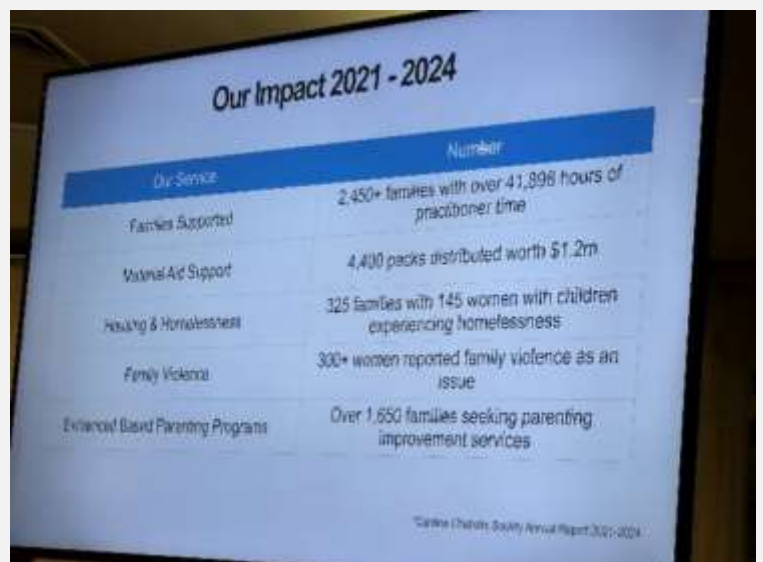 Our Impact 2021 - 2024
Our Service
Number
Families Supported
2,450+ families with over 41,896 hours of
practitioner time
Material Aid Support
4,400 packs distributed worth $1.2m
Housing & Homelessness
325 families with 145 women with children
experiencing homelessness
Family Violence
300+ women reported family violence as an
issue
Based Parenting Programs
Over 1,650 families seeking parenting
improvement services
Society Annual Report 2021-2024